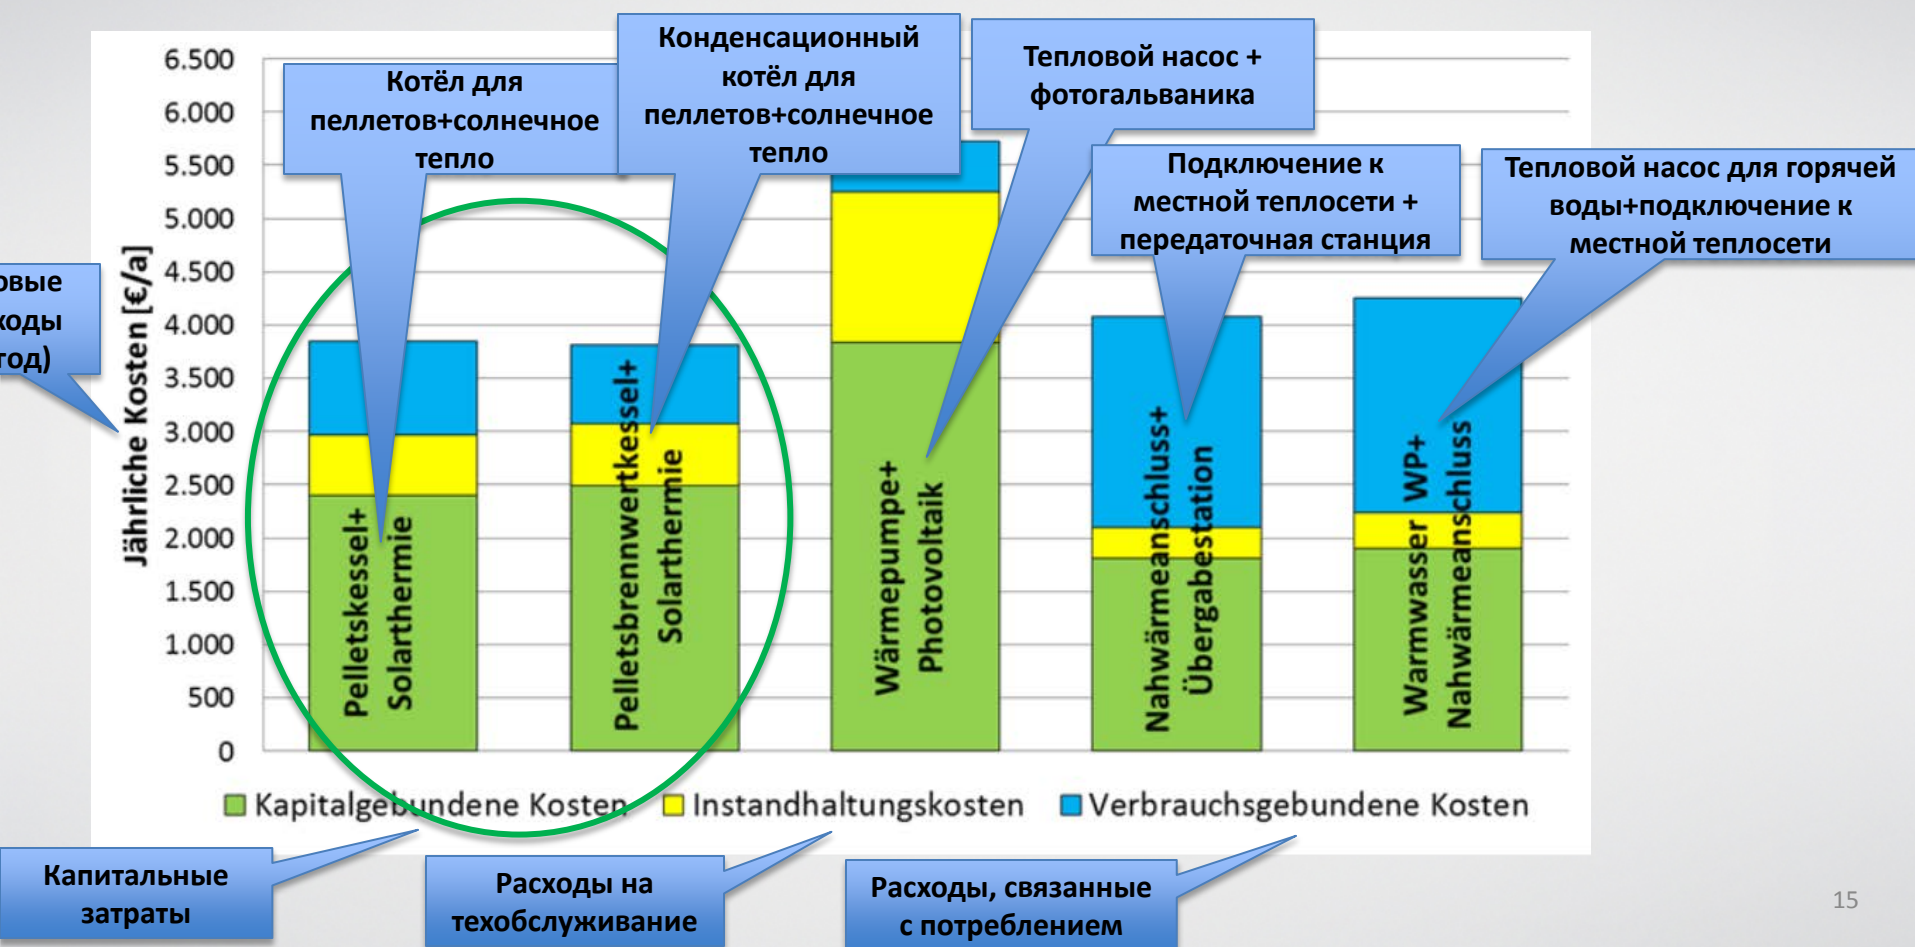 Котёл для
пеллетов+солнечное
тепло
Конденсационный
котёл для
пеллетов+солнечное
тепло
Тепловой насос +
фотогальваника
Подключение к
местной теплосети +
передаточная станция
Тепловой насос для горячей
воды+подключение к
местной теплосети
Jährliche Kosten [€/a]
6.500
6.000
5.500
5.000
4.500
4.000
3.500
3.000
2.500
2.000
1.500
1.000
500
0
Pelletskessel+
Solarthermie
Pelletsbrennwertkessel+
Solarthermie
Wärmepumpe+
Photovoltaik
Nahwärmeanschluss+
Übergabestation
Warmwasser WP+
Nahwärmeanschluss
Kapitalgebundene Kosten
Instandhaltungskosten
Verbrauchsgebundene Kosten
Капитальные
затраты
Расходы на
техобслуживание
Расходы, связанные
с потреблением
15